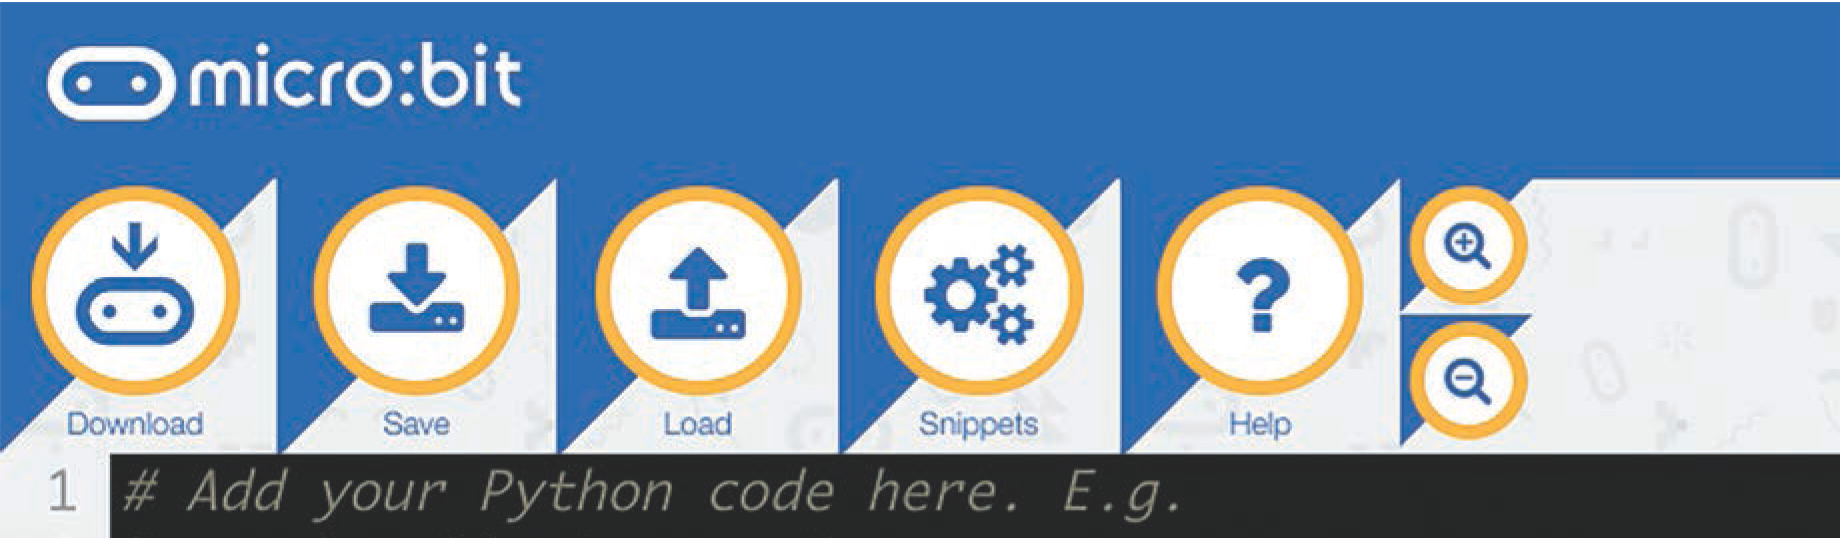 micro:bit
Download Save Load Snippets Help
1 # Add your Python code here. E.g.